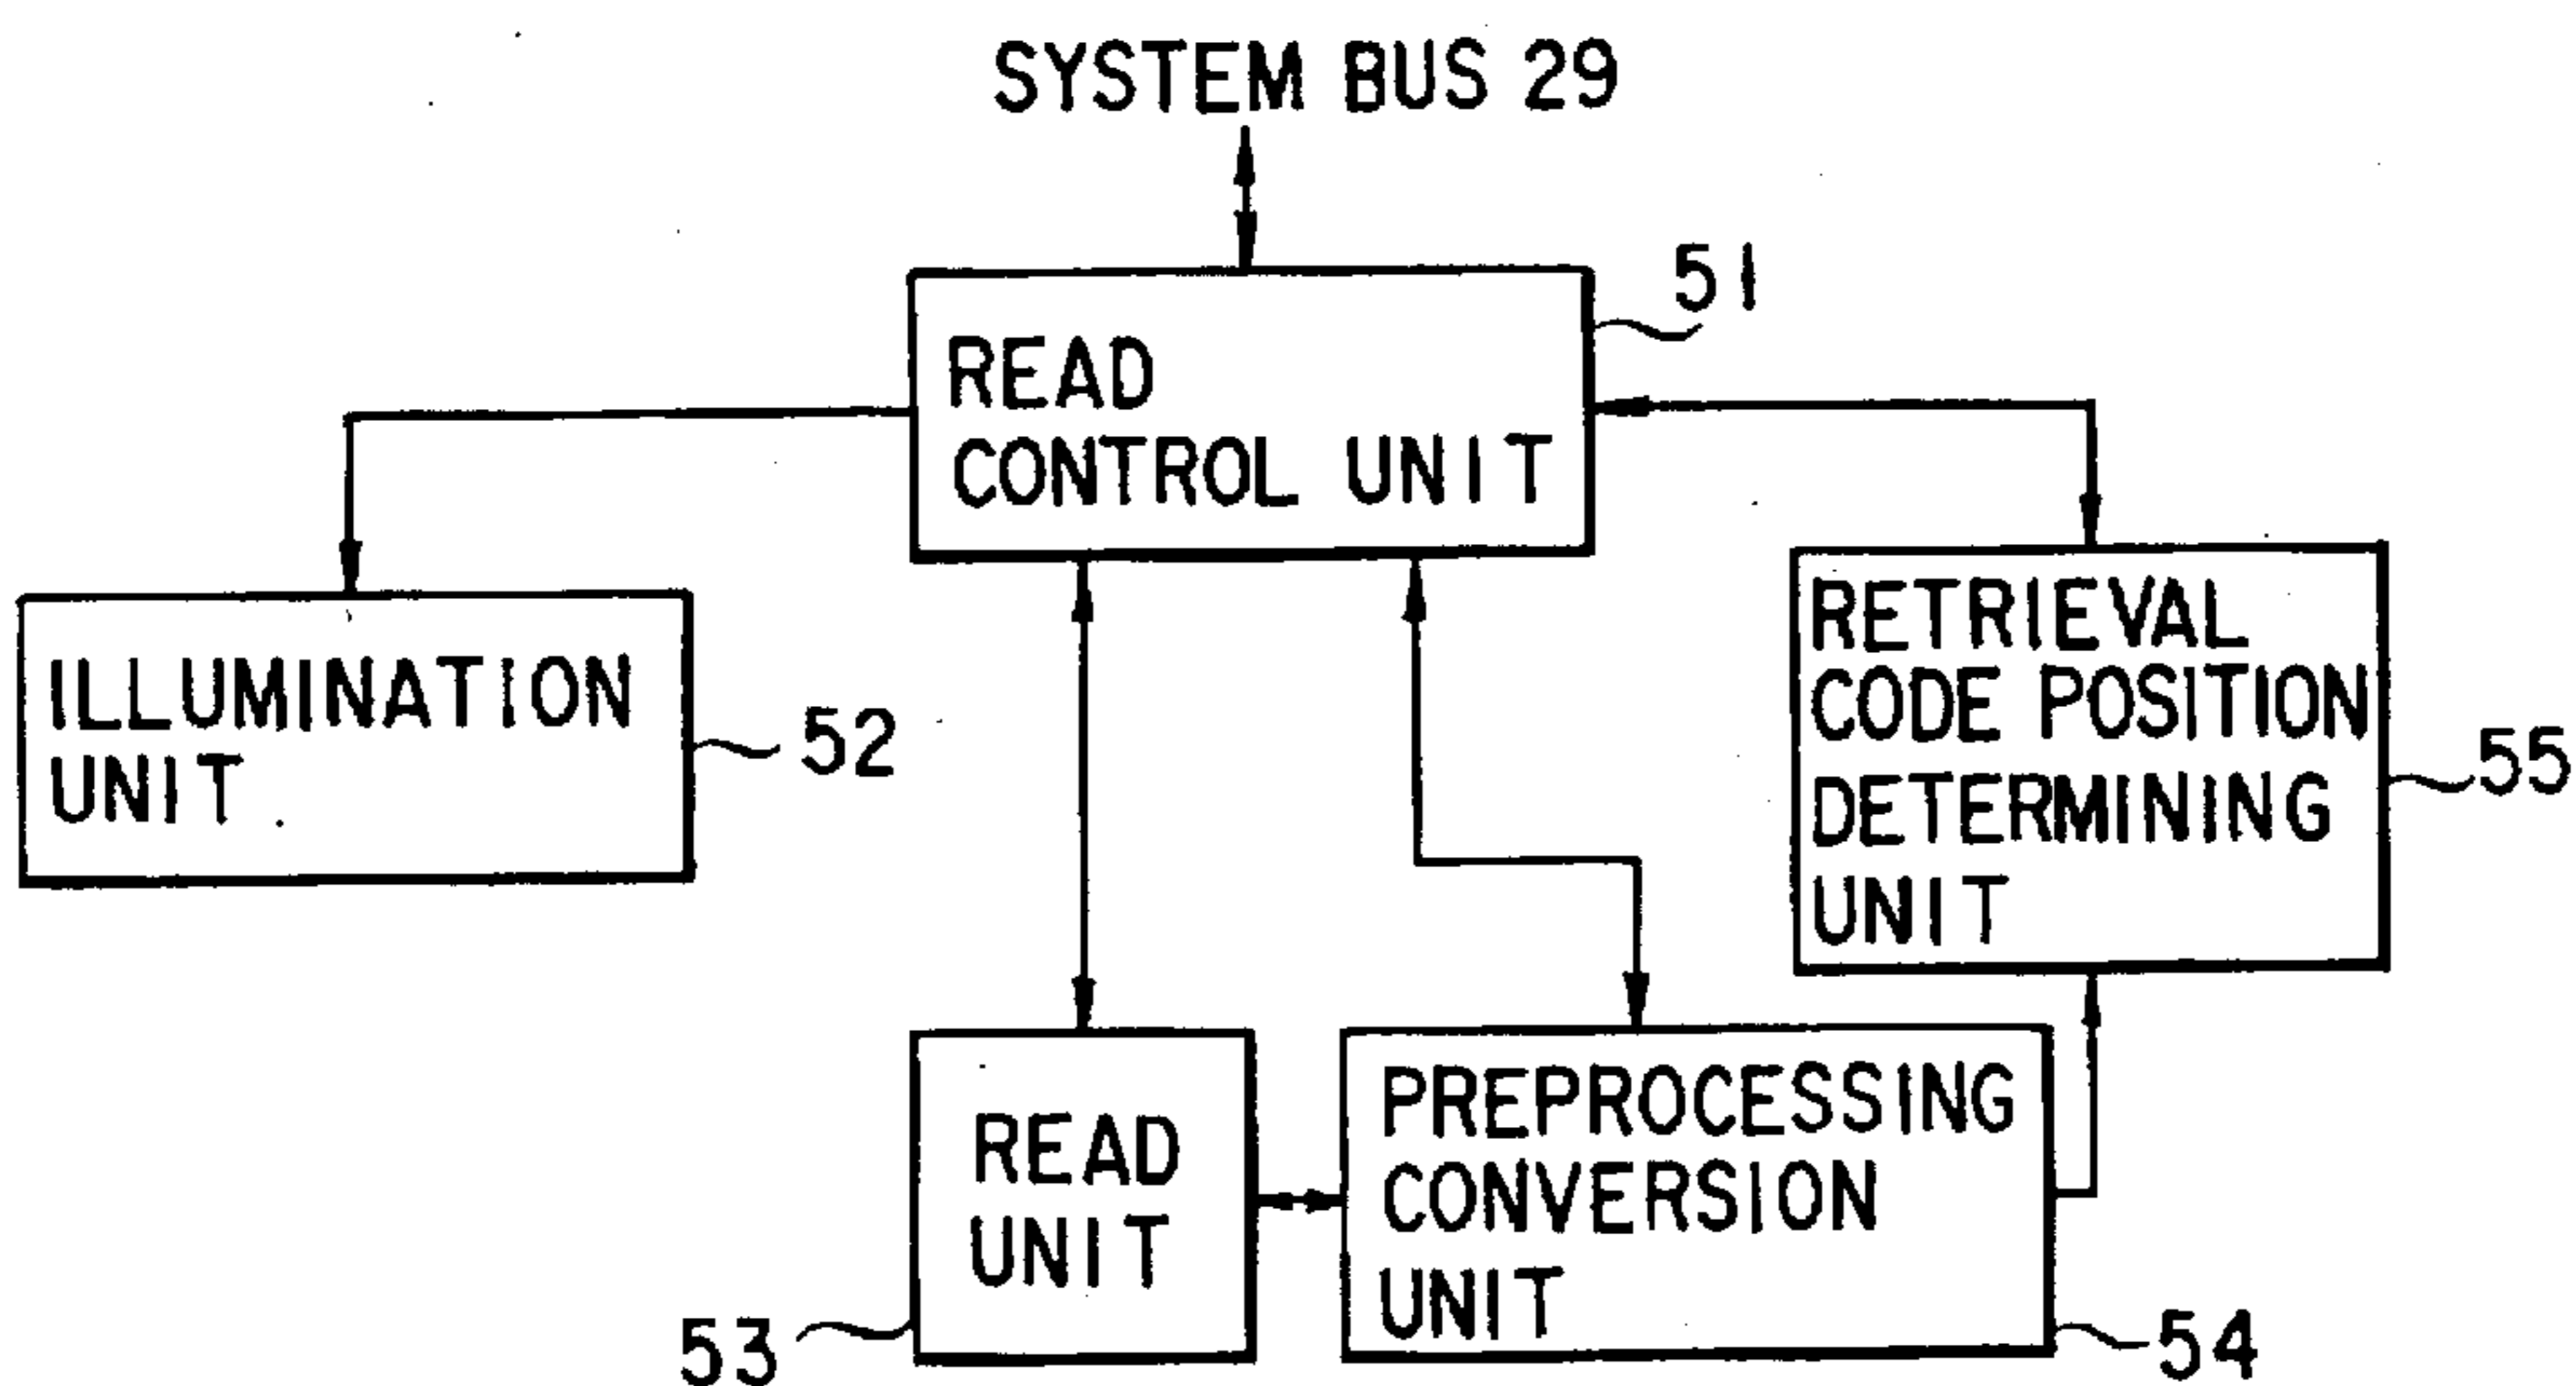 SYSTEM BUS 29
51
READ
CONTROL UNIT
ILLUMINATION
UNIT
52
RETRIEVAL
CODE POSITION
DETERMINING
UNIT
55
READ
UNIT
53
PREPROCESSING
CONVERSION
UNIT
54